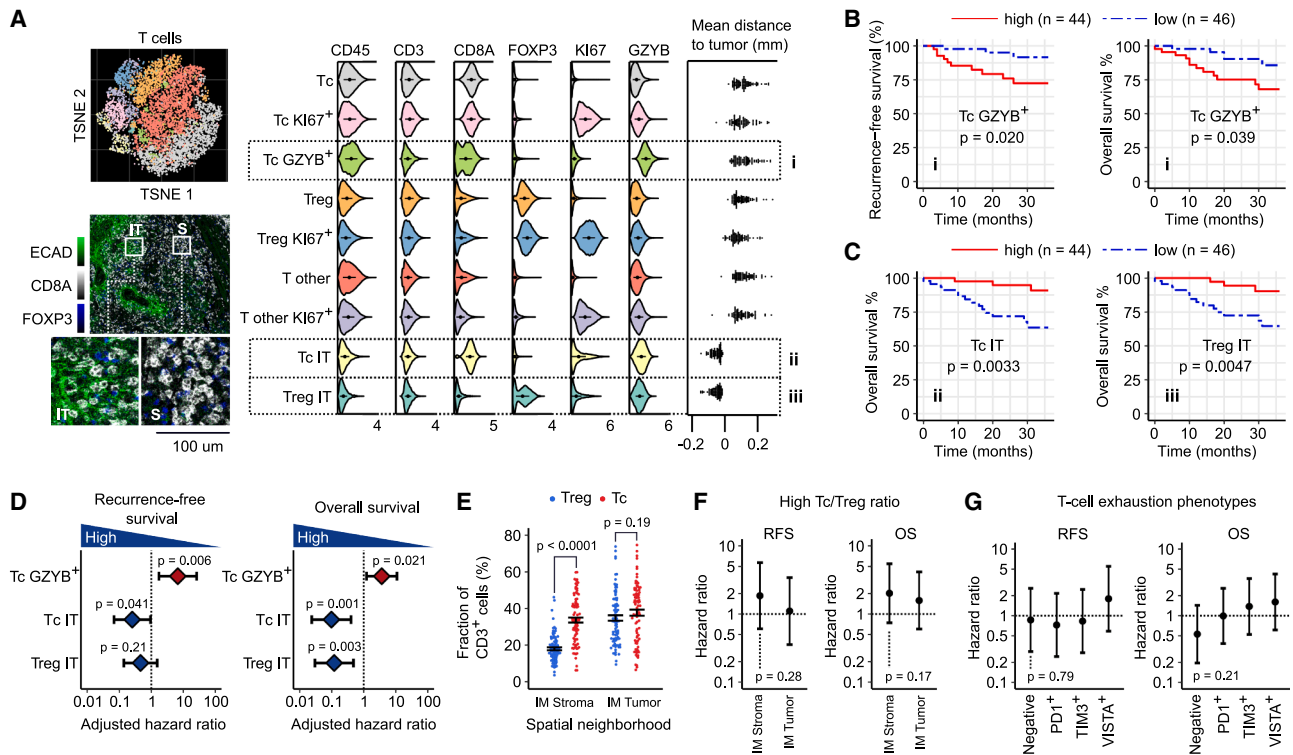 A
T cells
TSNE 2
TSNE 1
ECAD
CD8A
FOXP3
IT
S
IT
S
100 um
CD45
CD3
CD8A
FOXP3
KI67
GZYB
Mean distance
to tumor (mm)
Tc
Tc KI67+
Tc GZYB+
i
Treg
Treg KI67+
T other
T other KI67+
Tc IT
ii
Treg IT
iii
4
4
5
4
6
6
-0.2
0
0.2
B
high (n = 44)
low (n = 46)
Recurrence-free survival (%)
100
75
50
25
0
Tc GZYB+
p = 0.020
i
0
10
20
30
Time (months)
Overall survival %
100
75
50
25
0
Tc GZYB+
p = 0.039
i
0
10
20
30
Time (months)
C
high (n = 44)
low (n = 46)
Overall survival %
100
75
50
25
0
Tc IT
p = 0.0033
ii
0
10
20
30
Time (months)
Overall survival %
100
75
50
25
0
Treg IT
p = 0.0047
iii
0
10
20
30
Time (months)
D
Recurrence-free
survival
High
Tc GZYB+
p = 0.006
Tc IT
p = 0.041
Treg IT
p = 0.21
0.01
0.1
1
10
100
Adjusted hazard ratio
Overall survival
High
Tc GZYB+
p = 0.021
Tc IT
p = 0.001
Treg IT
p = 0.003
0.01
0.1
1
10
100
Adjusted hazard ratio
E
Treg
Tc
Fraction of
CD3+ cells (%)
80
60
40
20
0
p < 0.0001
p = 0.19
IM Stroma
IM Tumor
Spatial neighborhood
F
High Tc/Treg ratio
RFS
Hazard ratio
10
5
2
1
0.5
0.2
0.1
p = 0.28
IM Stroma
IM Tumor
OS
Hazard ratio
10
5
2
1
0.5
0.2
0.1
p = 0.17
IM Stroma
IM Tumor
G
T-cell exhaustion phenotypes
RFS
Hazard ratio
10
5
2
1
0.5
0.2
0.1
p = 0.79
Negative
PD1+
TIM3+
VISTA+
OS
Hazard ratio
10
5
2
1
0.5
0.2
0.1
p = 0.21
Negative
PD1+
TIM3+
VISTA+